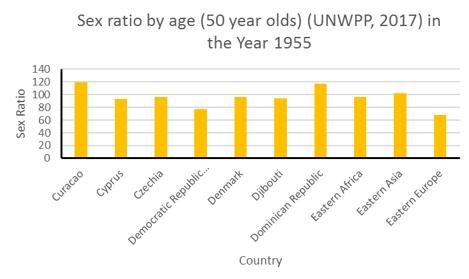 Sex ratio by age (50 year olds) (UNWPP, 2017) in
the Year 1955
140
120
100
80
60
40
20
0
Sex Ratio
Curacao
Cyprus
Czechia
Democratic Republic...
Denmark
Djibouti
Dominican Republic
Eastern Africa
Eastern Asia
Eastern Europe
Country